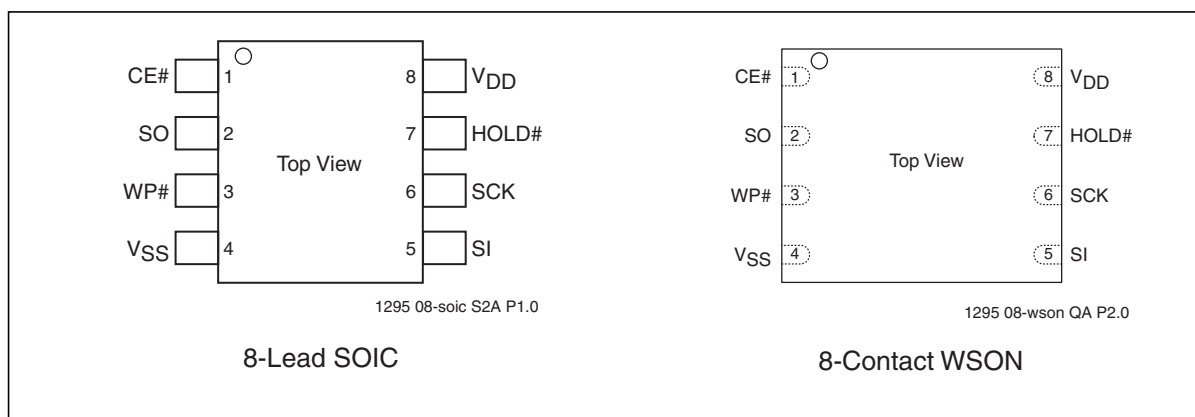 CE# 1 8 VDD
SO 2 7 HOLD#
Top View
WP# 3 6 SCK
VSS 4 5 SI
1295 08-soic S2A P1.0
8-Lead SOIC
CE# 1 8 VDD
SO 2 7 HOLD#
Top View
WP# 3 6 SCK
VSS 4 5 SI
1295 08-wson QA P2.0
8-Contact WSON